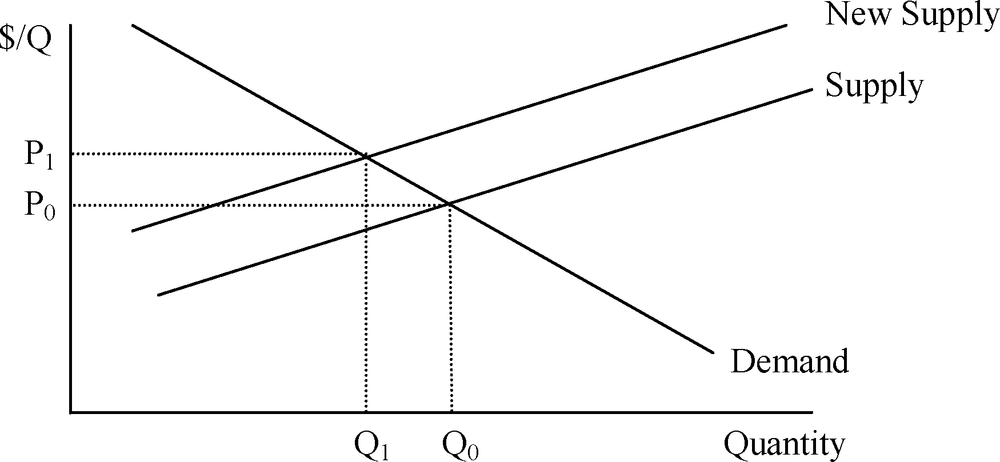 New Supply
$/Q
Supply
P1
P0
Demand
Q1
Q0
Quantity